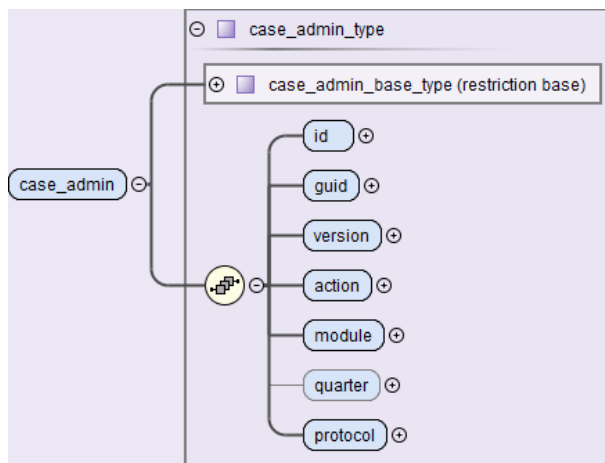 case_admin_type
case_admin_base_type (restriction base)
id
guid
version
case_admin
action
module
quarter
protocol